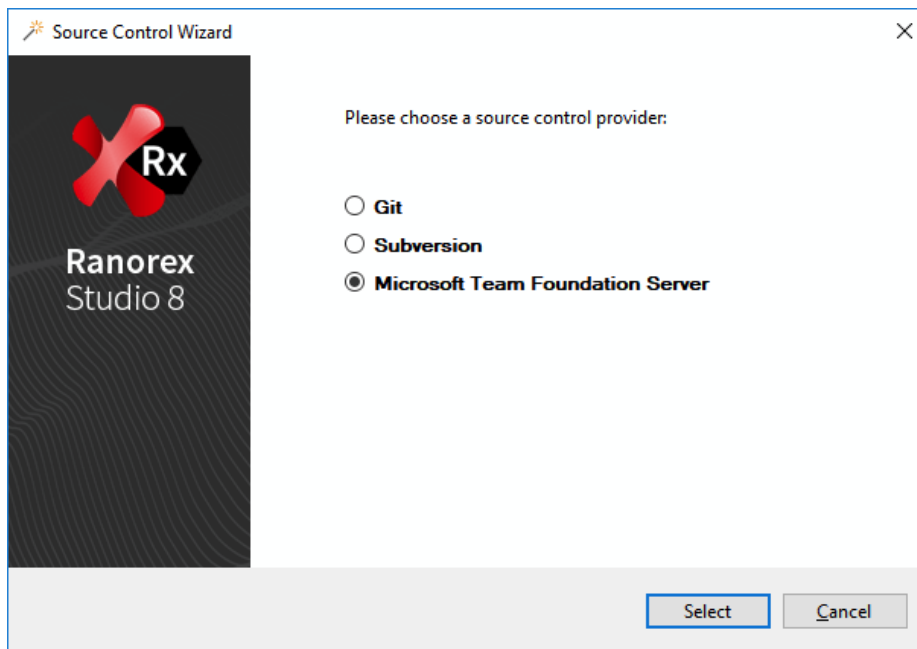 Source Control Wizard
Rx
Ranorex
Studio 8
Please choose a source control provider:
Git
Subversion
Microsoft Team Foundation Server
Select
Cancel